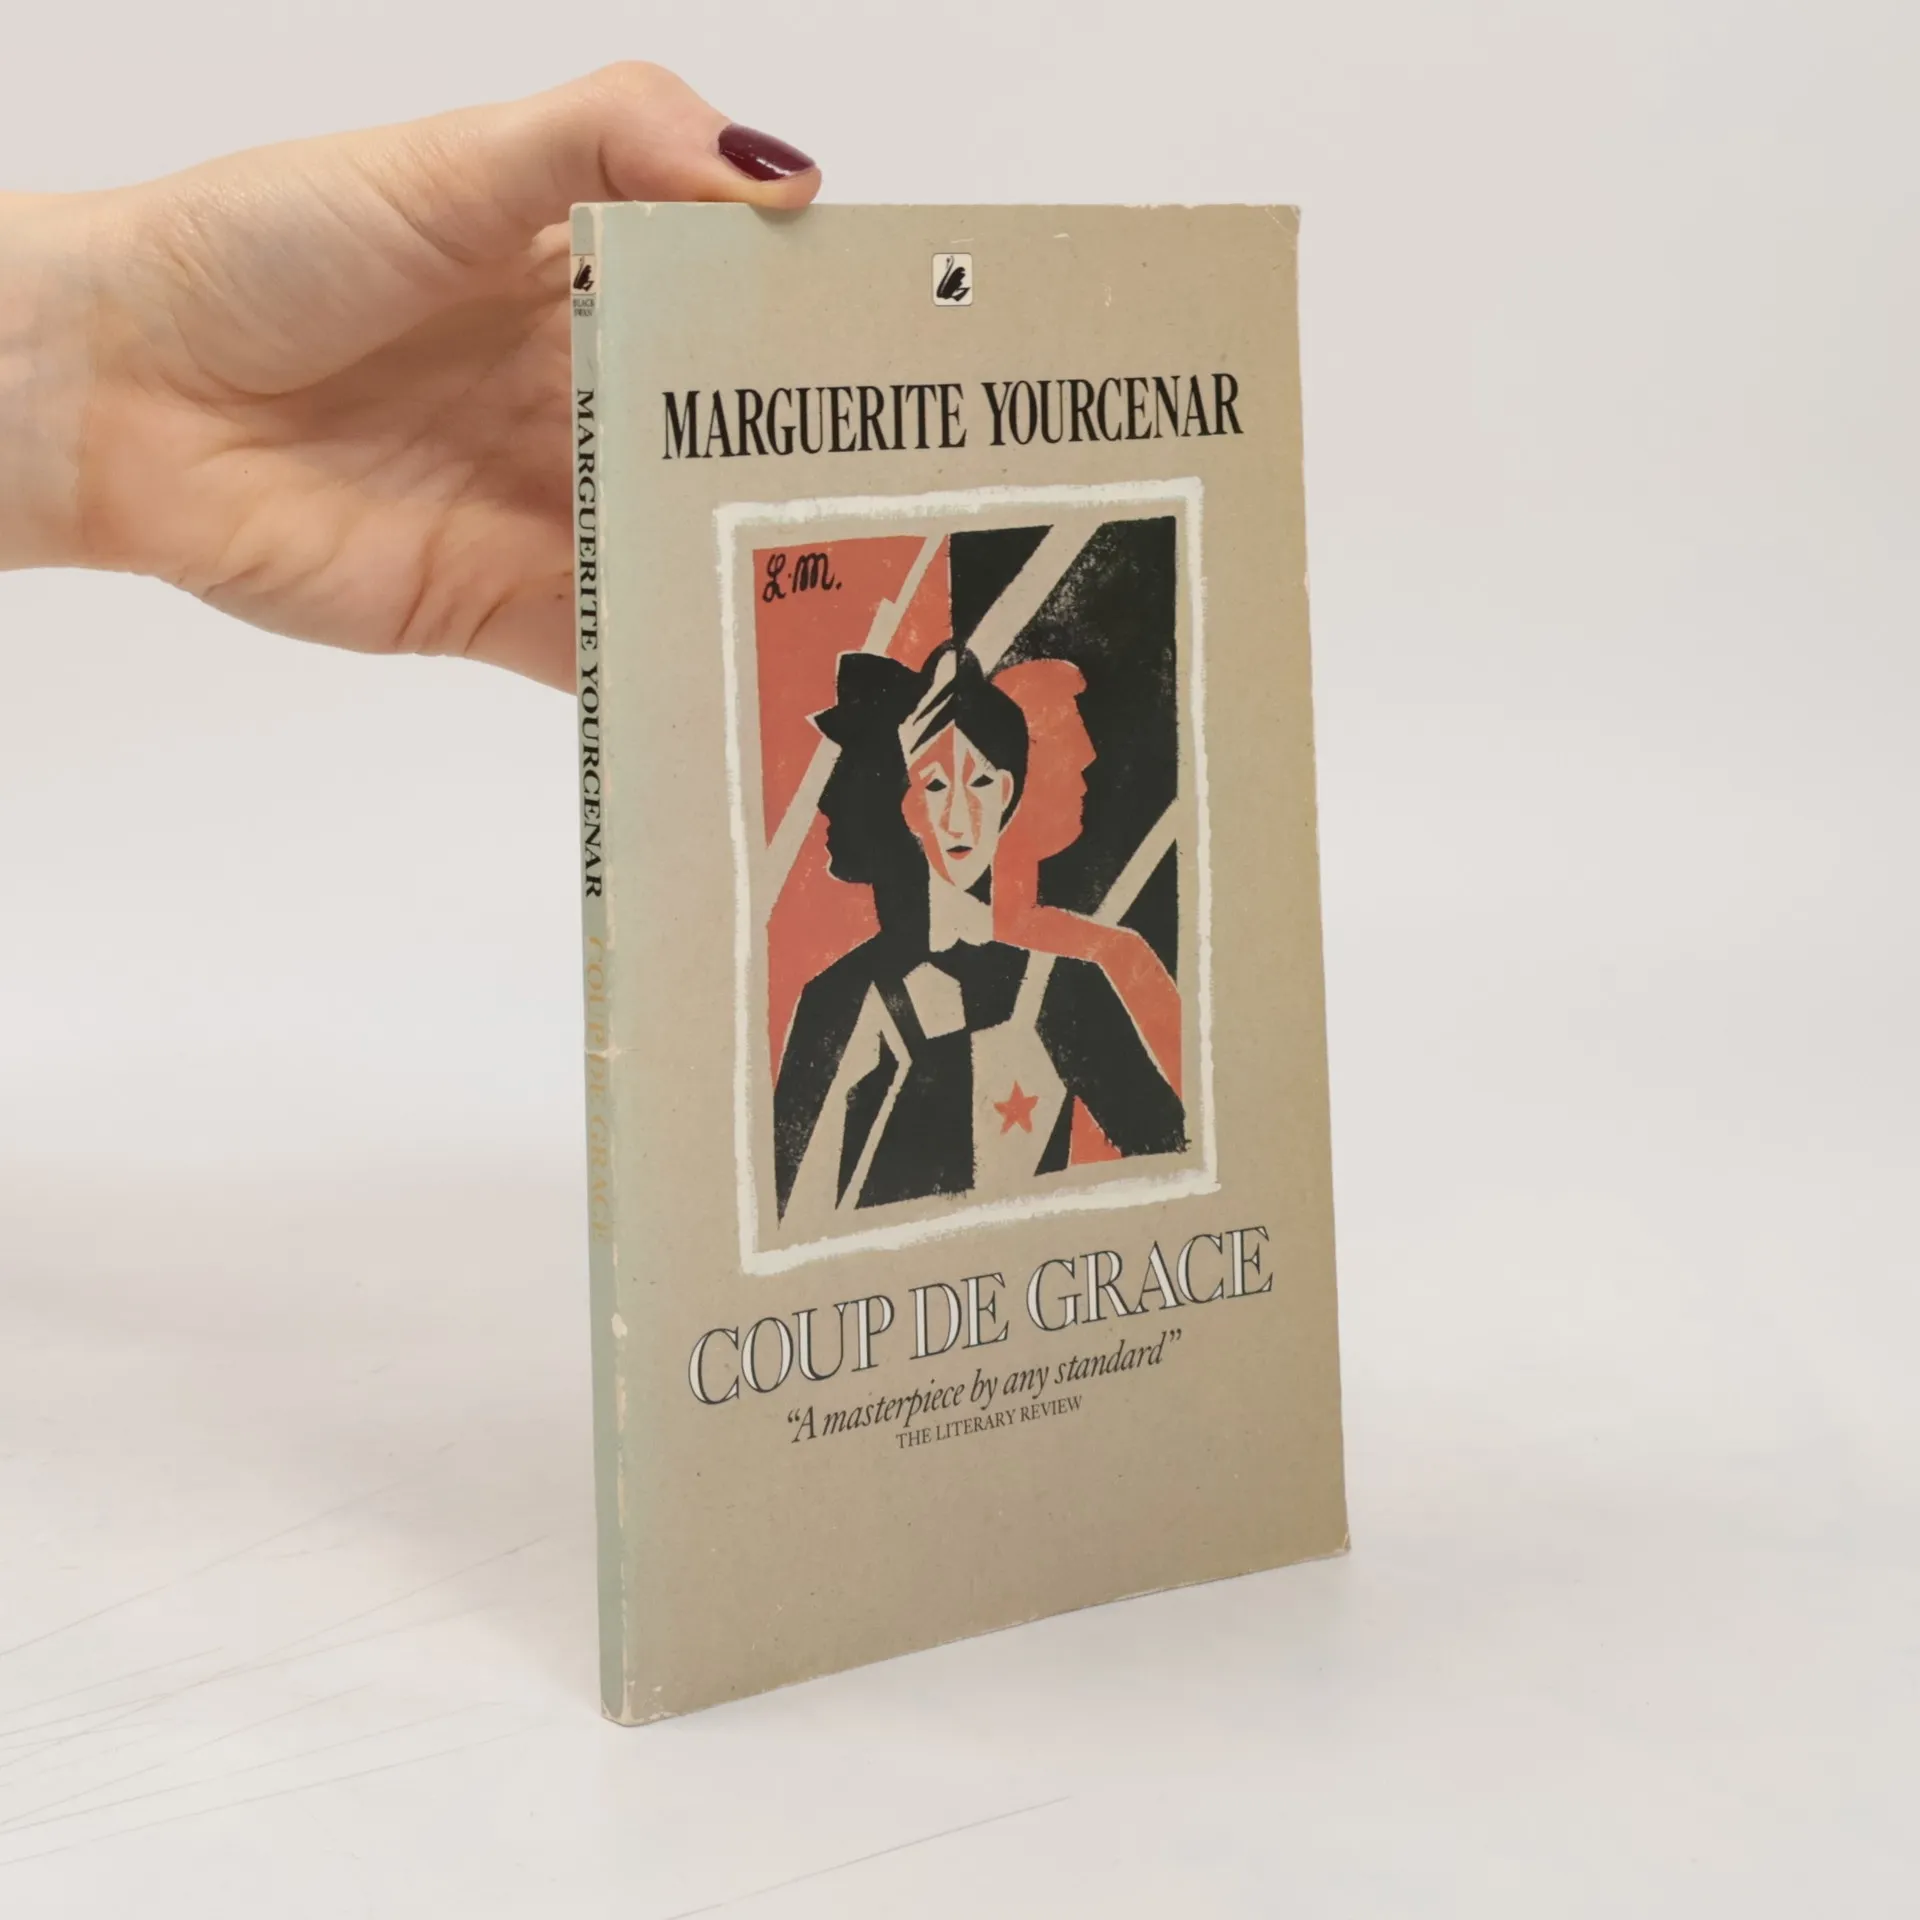 MARGUERITE YOURCENAR
L.M.
COUP DE GRACE
“A masterpiece by any standard”
THE LITERARY REVIEW
BLACK
SWAN
MARGUERITE YOURCENAR COUP DE GRACE